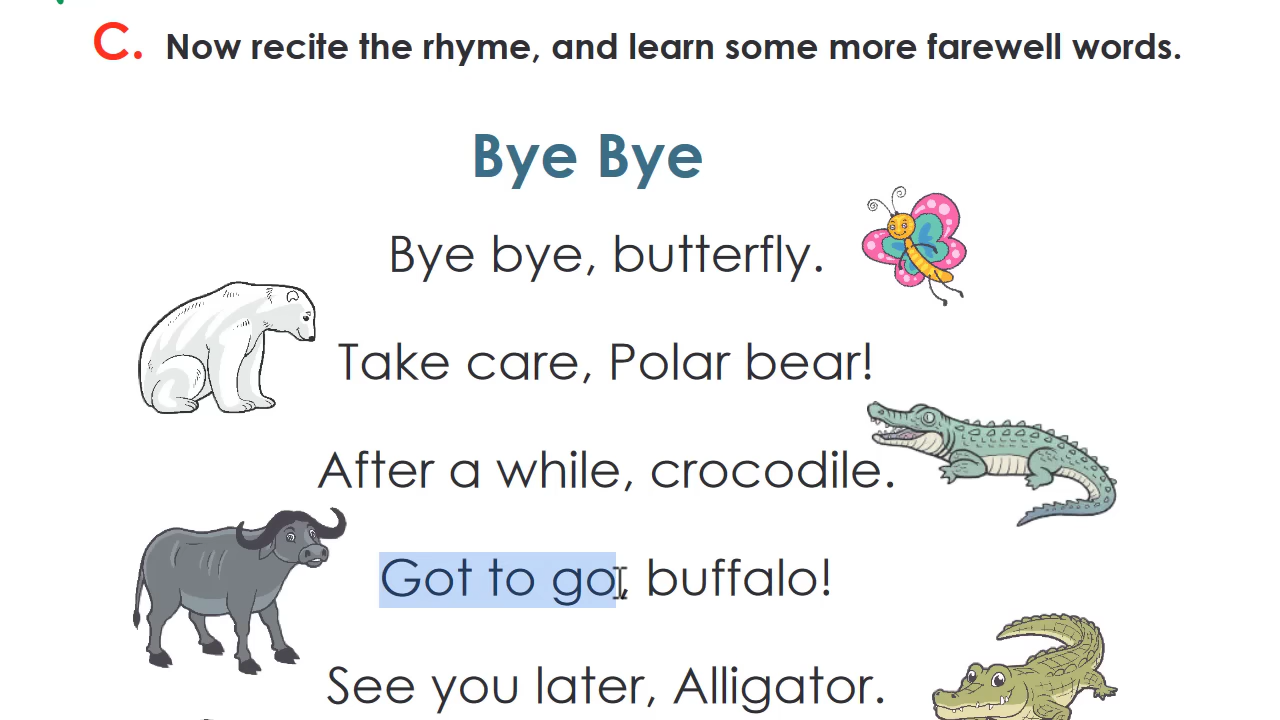 C. Now recite the rhyme, and learn some more farewell words.
Bye Bye
Bye bye, butterfly.
Take care, Polar bear!
After a while, crocodile.
Got to go, buffalo!
See you later, Alligator.